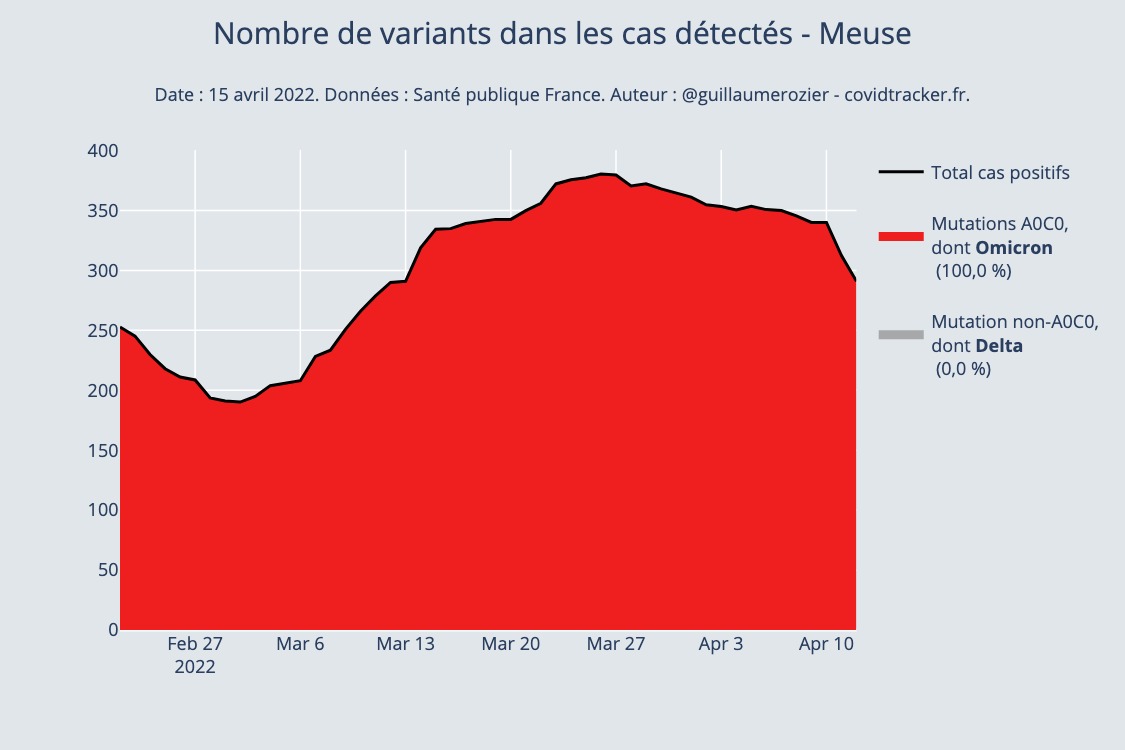 Nombre de variants dans les cas détectés - Meuse
Date : 15 avril 2022. Données : Santé publique France. Auteur : @guillaumerozier - covidtracker.fr.
400
350
300
250
200
150
100
50
0
Feb 27
2022
Mar 6
Mar 13
Mar 20
Mar 27
Apr 3
Apr 10
Total cas positifs
Mutations A0C0,
dont Omicron
(100,0 %)
Mutation non-A0C0,
dont Delta
(0,0 %)